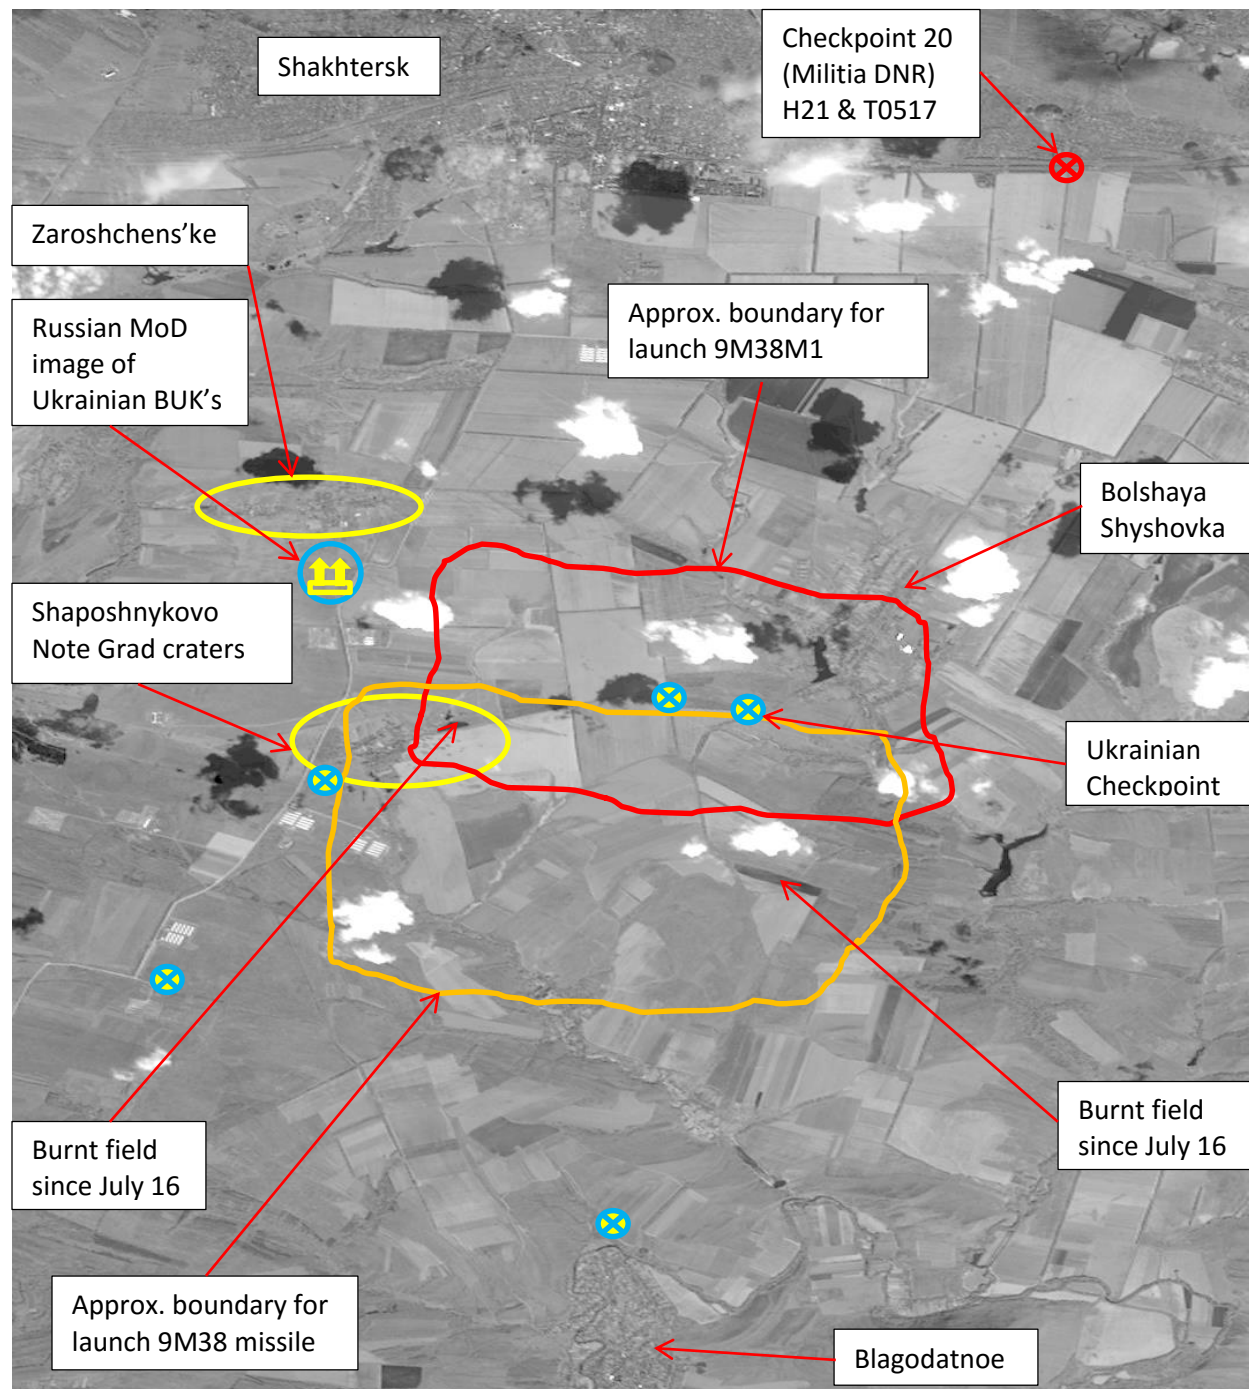 Shakhtersk
Checkpoint 20
(Militia DNR)
H21 & T0517
Zaroshchens’ke
Russian MoD
image of
Ukrainian BUK’s
Approx. boundary for
launch 9M38M1
Bolshaya
Shyshovka
Shaposhnykovo
Note Grad craters
Ukrainian
Checkpoint
Burnt field
since July 16
Burnt field
since July 16
Approx. boundary for
launch 9M38 missile
Blagodatnoe